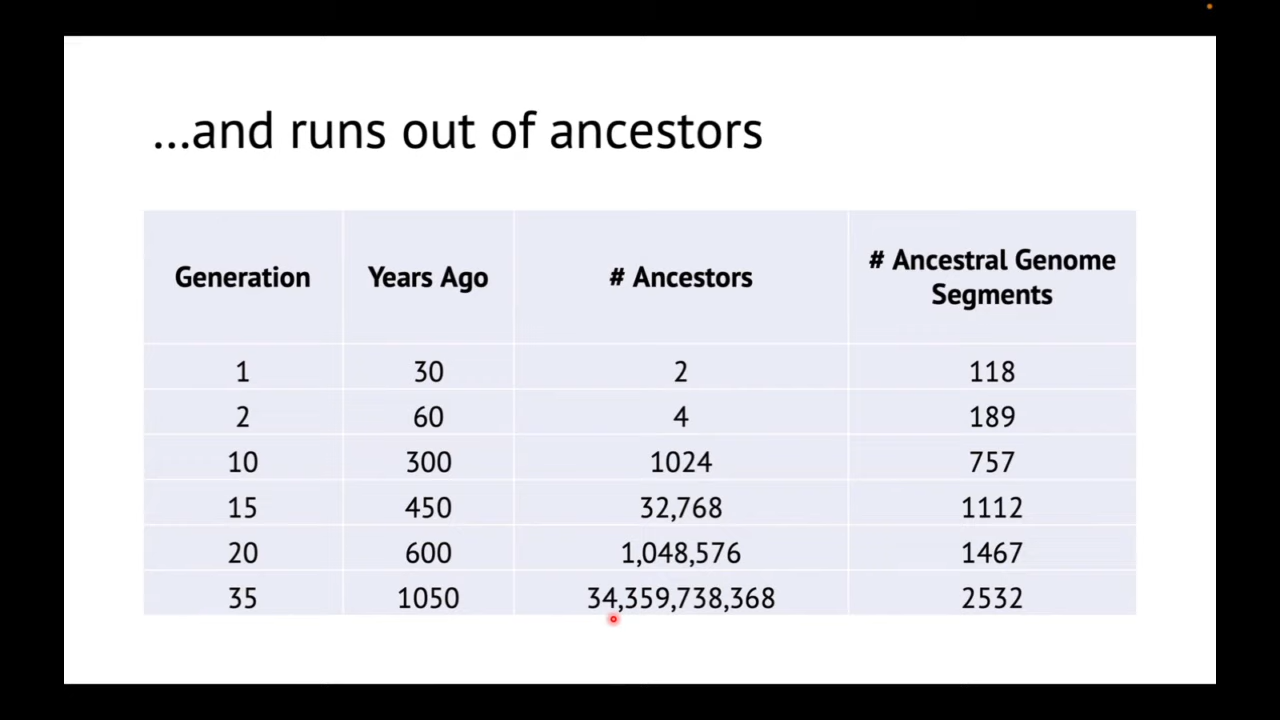 ...and runs out of ancestors
Generation Years Ago # Ancestors # Ancestral Genome Segments
1 30 2 118
2 60 4 189
10 300 1024 757
15 450 32,768 1112
20 600 1,048,576 1467
35 1050 34,359,738,368 2532